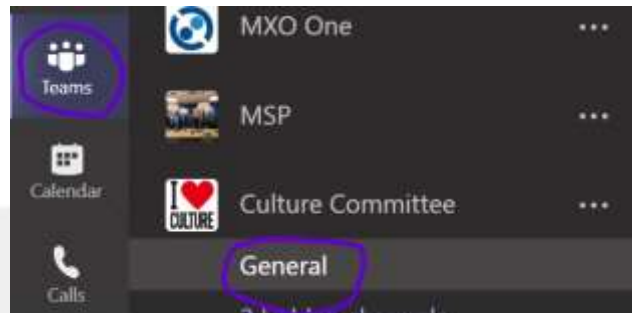 Teams
Calendar
Calls
MXO One
MSP
I
CULTURE
Culture Committee
General